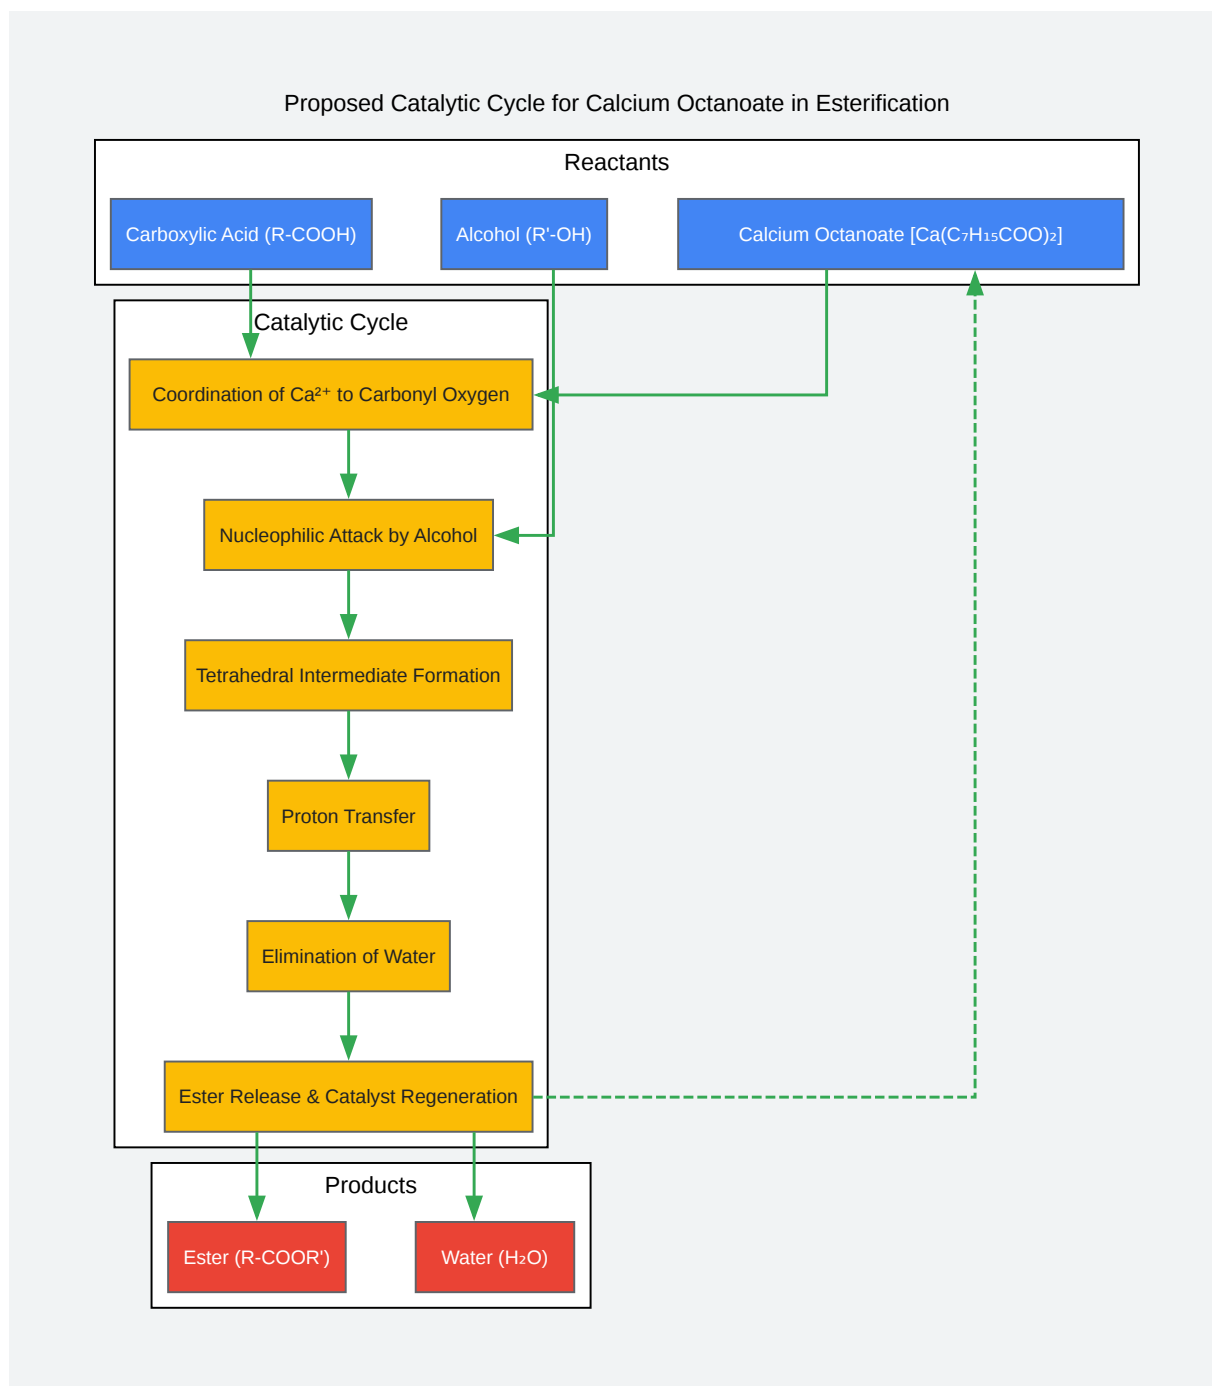 Proposed Catalytic Cycle for Calcium Octanoate in Esterification
Reactants
Carboxylic Acid (R-COOH)
Alcohol (R'-OH)
Calcium Octanoate [Ca(C₇H₁₅COO)₂]
Catalytic Cycle
Coordination of Ca²⁺ to Carbonyl Oxygen
Nucleophilic Attack by Alcohol
Tetrahedral Intermediate Formation
Proton Transfer
Elimination of Water
Ester Release & Catalyst Regeneration
Products
Ester (R-COOR')
Water (H₂O)